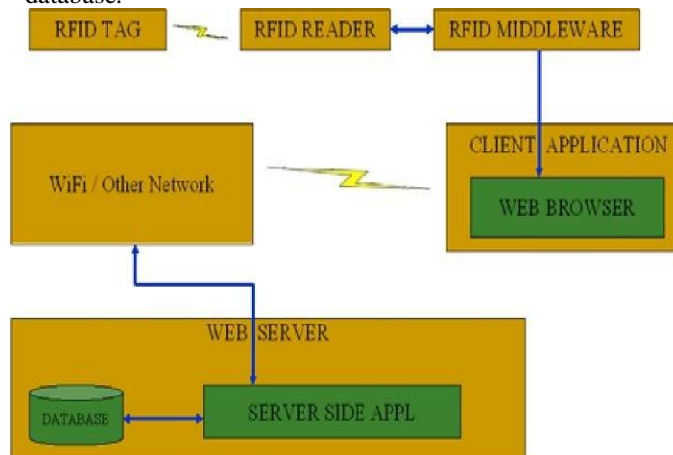 database.
RFID TAG
RFID READER
RFID MIDDLEWARE
CLIENT APPLICATION
WiFi / Other Network
WEB BROWSER
WEB SERVER
DATABASE
SERVER SIDE APPL